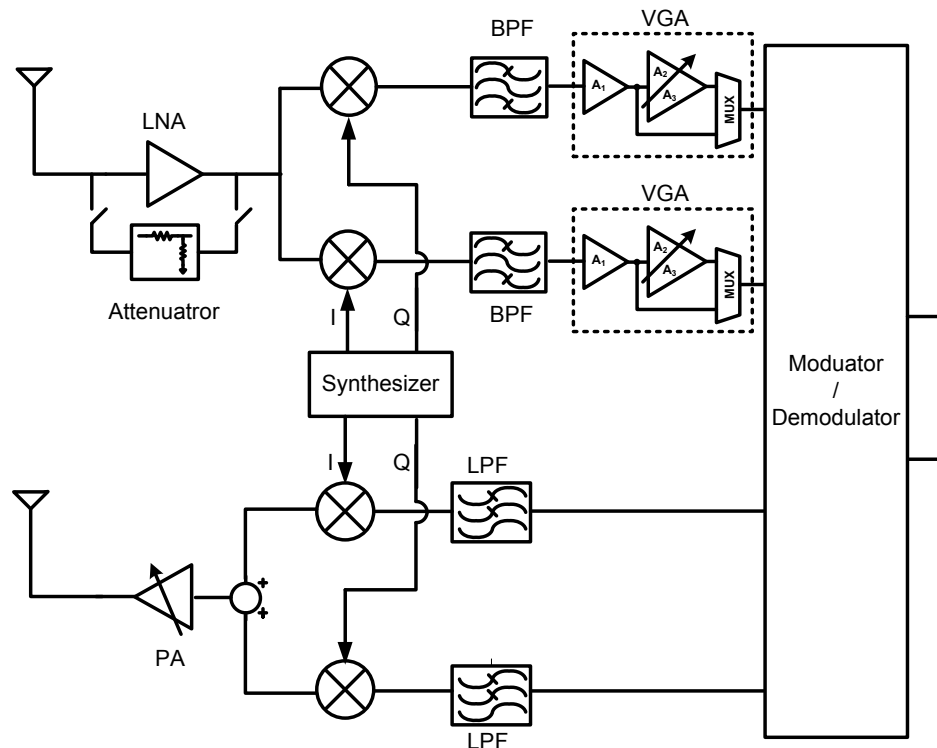 VGA
BPF
A1
A2
A3
MUX
LNA
VGA
A1
A2
A3
MUX
Attenuatror
BPF
I
Q
Synthesizer
Moduator
/
Demodulator
I
Q
LPF
+
+
PA
LPF